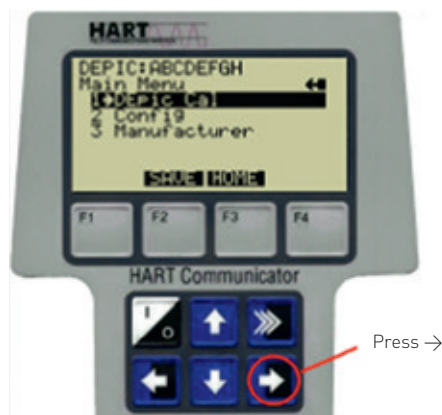 HART
DEPIC:ABCDEFGH
Main Menu
1→DEpic Cal
2 Config
3 Manufacturer
SAVE HOME
F1 F2 F3 F4
HART Communicator
I
O
Press →